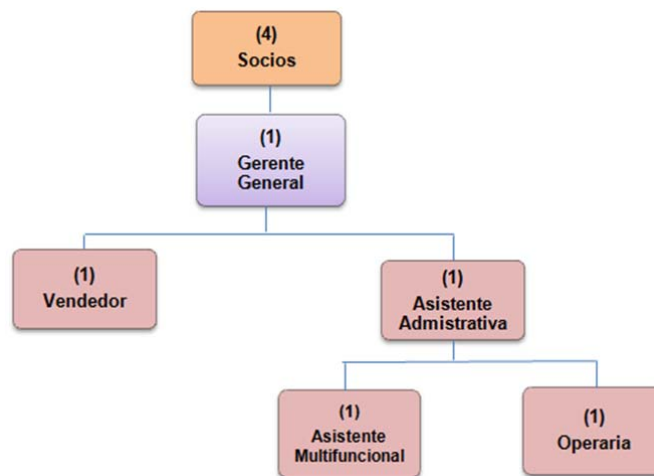 (4)
Socios
(1)
Gerente
General
(1)
Vendedor
(1)
Asistente
Admistrativa
(1)
Asistente
Multifuncional
(1)
Operaria